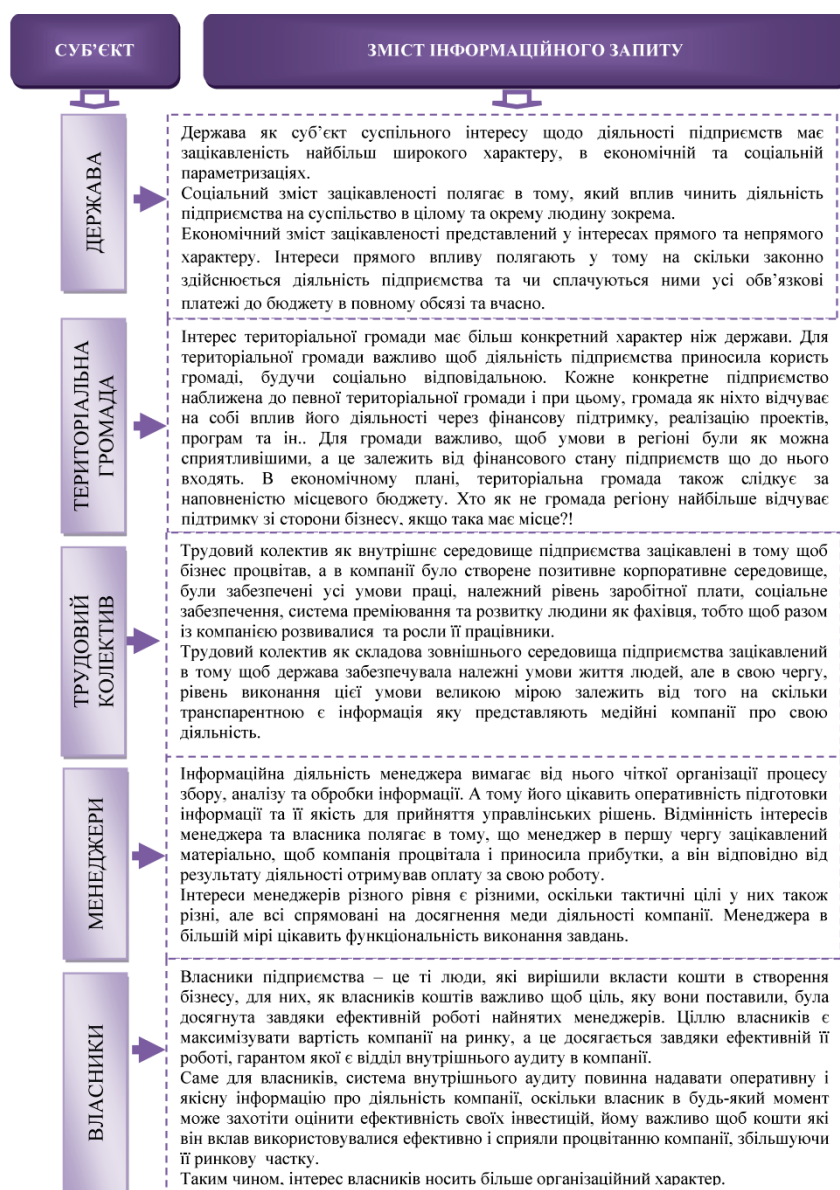 СУБ’ЄКТ
ЗМІСТ ІНФОРМАЦІЙНОГО ЗАПИТУ
ДЕРЖАВА
Держава як суб’єкт суспільного інтересу щодо діяльності підприємств має
зацікавленість найбільш широкого характеру, в економічній та соціальній
параметризаціях.
Соціальний зміст зацікавленості полягає в тому, який вплив чинить діяльність
підприємства на суспільство в цілому та окрему людину зокрема.
Економічний зміст зацікавленості представлений у інтересах прямого та непрямого
характеру. Інтереси прямого впливу полягають у тому на скільки законно
здійснюється діяльність підприємства та чи сплачуються ними усі обв’язкові
платежі до бюджету в повному обсязі та вчасно.
ТЕРИТОРІАЛЬНА
ГРОМАДА
Інтерес територіальної громади має більш конкретний характер ніж держави. Для
територіальної громади важливо щоб діяльність підприємства приносила користь
громаді, будучи соціально відповідальною. Кожне конкретне підприємство
наближена до певної територіальної громади і при цьому, громада як ніхто відчуває
на собі вплив його діяльності через фінансову підтримку, реалізацію проектів,
програм та ін.. Для громади важливо, щоб умови в регіоні були як можна
сприятливішими, а це залежить від фінансового стану підприємств що до нього
входять. В економічному плані, територіальна громада також слідкує за
наповненістю місцевого бюджету. Хто як не громада регіону найбільше відчуває
підтримку зі сторони бізнесу, якщо така має місце?!
ТРУДОВИЙ
КОЛЕКТИВ
Трудовий колектив як внутрішнє середовище підприємства зацікавлені в тому щоб
бізнес процвітав, а в компанії було створене позитивне корпоративне середовище,
були забезпечені усі умови праці, належний рівень заробітної плати, соціальне
забезпечення, система преміювання та розвитку людини як фахівця, тобто щоб разом
із компанією розвивалися та росли її працівники.
Трудовий колектив як складова зовнішнього середовища підприємства зацікавлений
в тому щоб держава забезпечувала належні умови життя людей, але в свою чергу,
рівень виконання цієї умови великою мірою залежить від того на скільки
транспарентною є інформація яку представляють медійні компанії про свою
діяльність.
МЕНЕДЖЕРИ
Інформаційна діяльність менеджера вимагає від нього чіткої організації процесу
збору, аналізу та обробки інформації. А тому його цікавить оперативність підготовки
інформації та її якість для прийняття управлінських рішень. Відмінність інтересів
менеджера та власника полягає в тому, що менеджер в першу чергу зацікавлений
матеріально, щоб компанія процвітала і приносила прибутки, а він відповідно від
результату діяльності отримував оплату за свою роботу.
Інтереси менеджерів різного рівня є різними, оскільки тактичні цілі у них також
різні, але всі спрямовані на досягнення меди діяльності компанії. Менеджера в
більшій мірі цікавить функціональність виконання завдань.
ВЛАСНИКИ
Власники підприємства – це ті люди, які вирішили вкласти кошти в створення
бізнесу, для них, як власників коштів важливо щоб ціль, яку вони поставили, була
досягнута завдяки ефективній роботі найнятих менеджерів. Ціллю власників є
максимізувати вартість компанії на ринку, а це досягається завдяки ефективній її
роботі, гарантом якої є відділ внутрішнього аудиту в компанії.
Саме для власників, система внутрішнього аудиту повинна надавати оперативну і
якісну інформацію про діяльність компанії, оскільки власник в будь-який момент
може захотіти оцінити ефективність своїх інвестицій, йому важливо щоб кошти які
він вклав використовувалися ефективно і сприяли процвітанню компанії, збільшуючи
її ринкову частку.
Таким чином, інтерес власників носить більше організаційний характер.